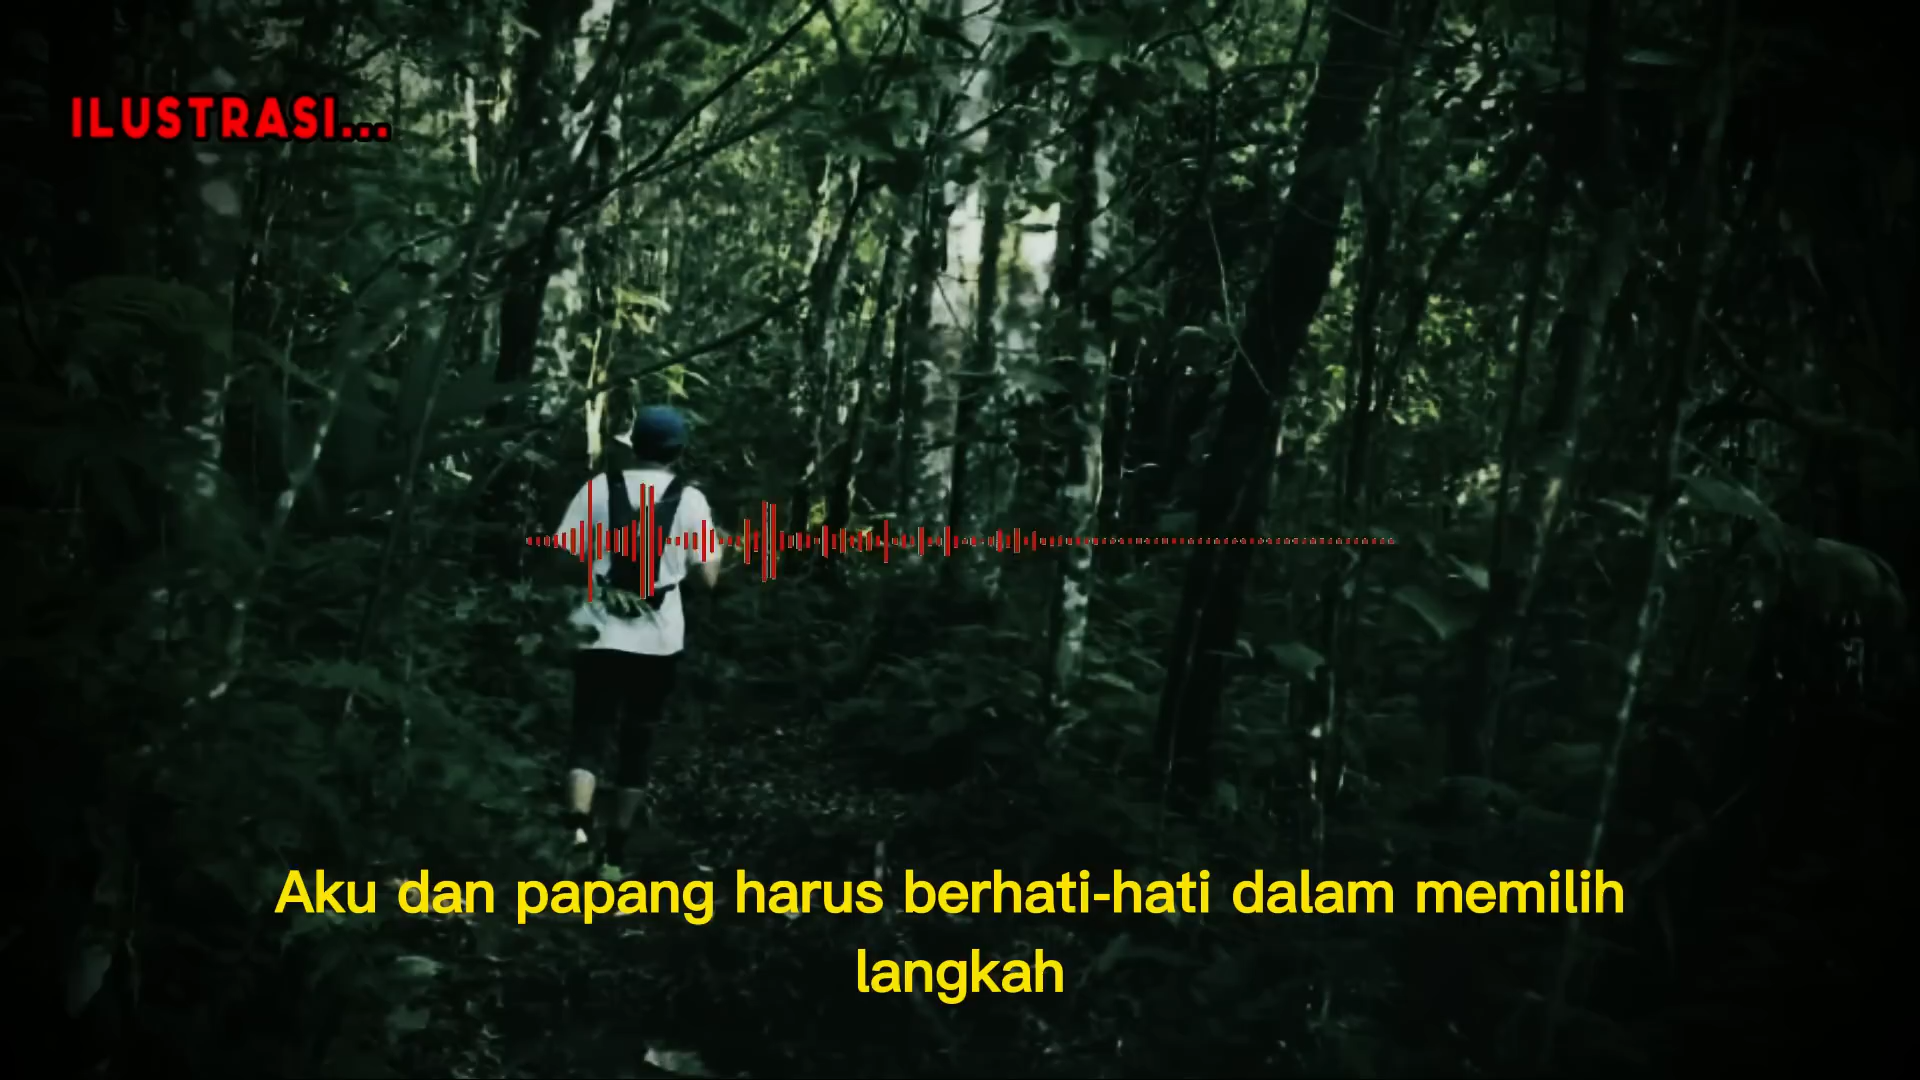 ILUSTRASI...
Aku dan papang harus berhati-hati dalam memilih
langkah